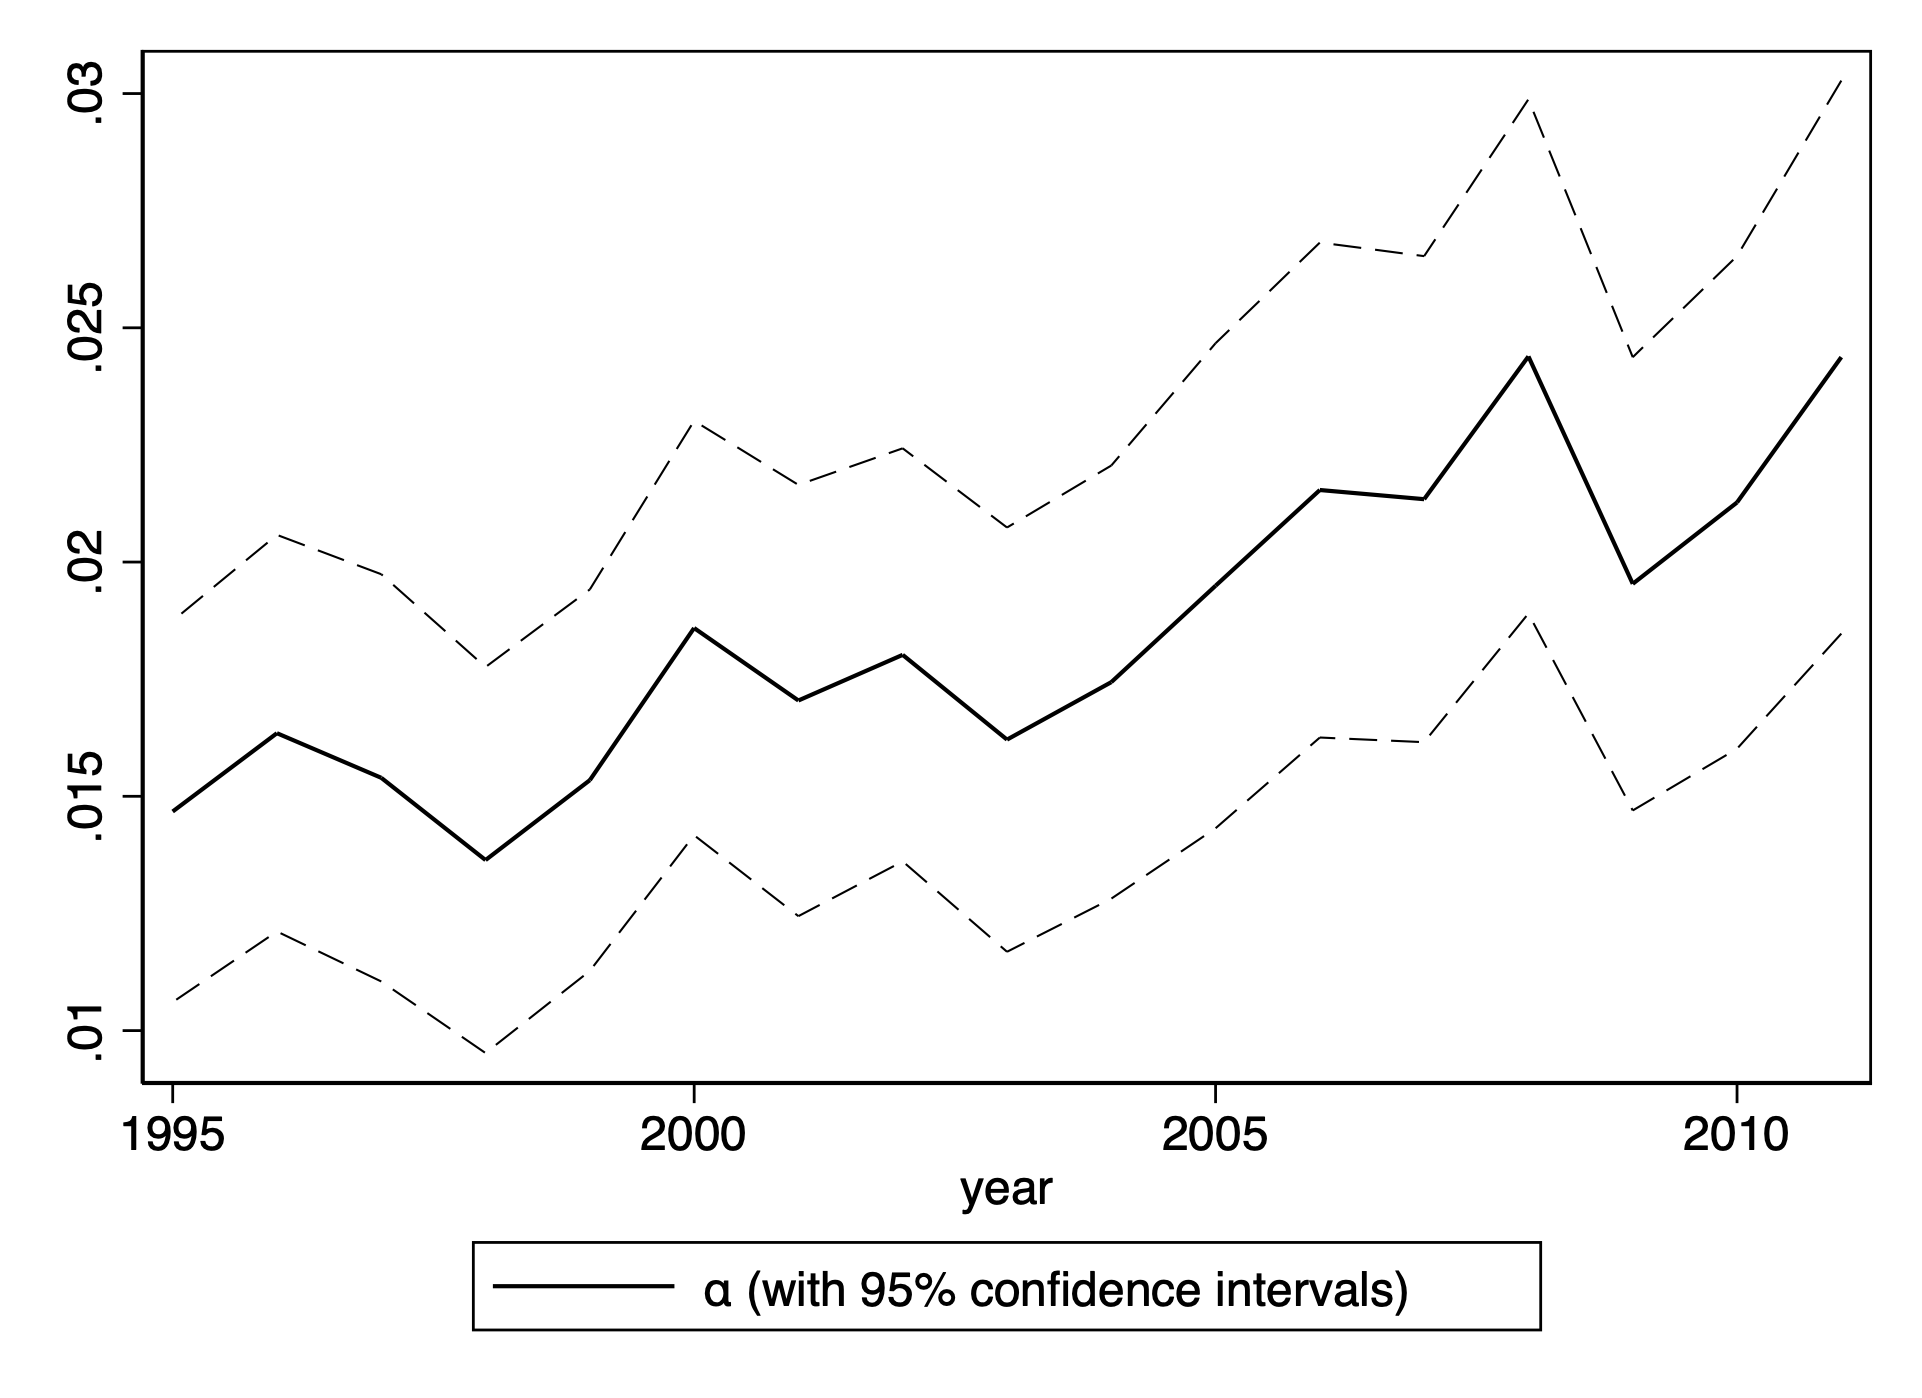 .03
.025
.02
.015
.01
1995 2000 2005 2010
year
α (with 95% confidence intervals)